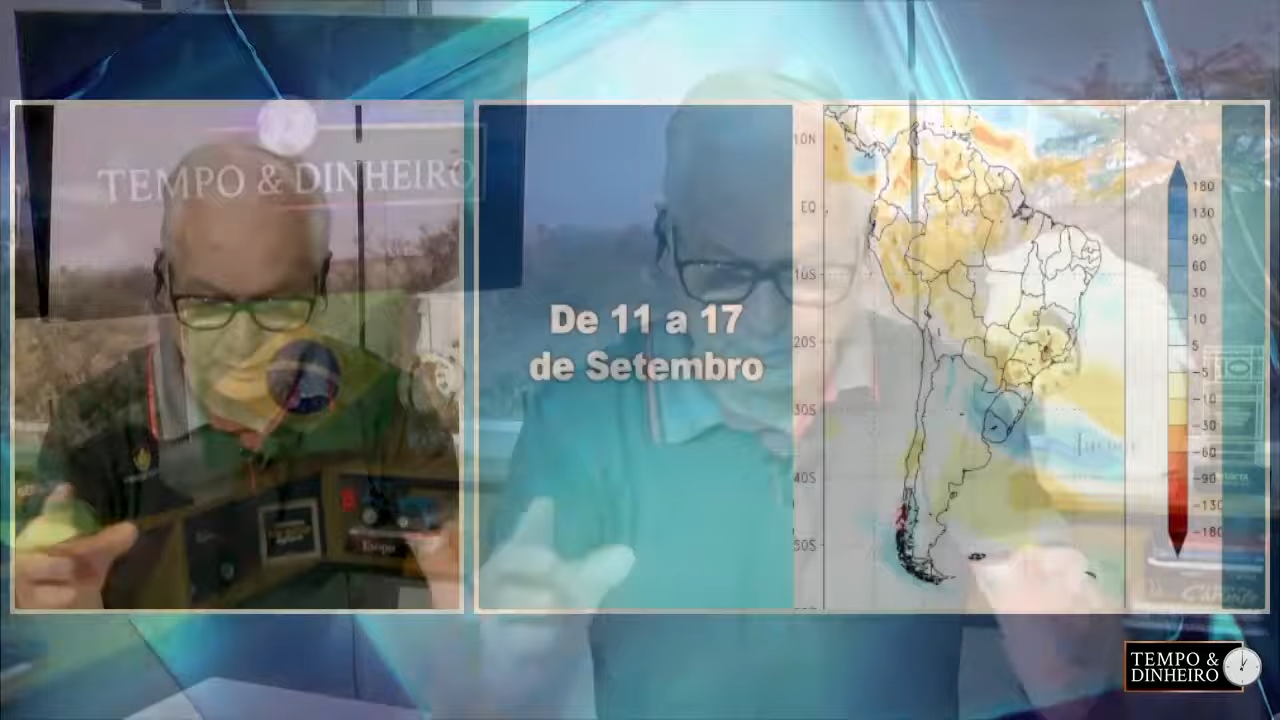 TEMPO & DINHEIRO
De 11 a 17
de Setembro
10N
EQ
10S
20S
30S
40S
50S
180
130
90
60
30
10
5
-5
-10
-30
-60
-90
-130
-180
TEMPO &
DINHEIRO